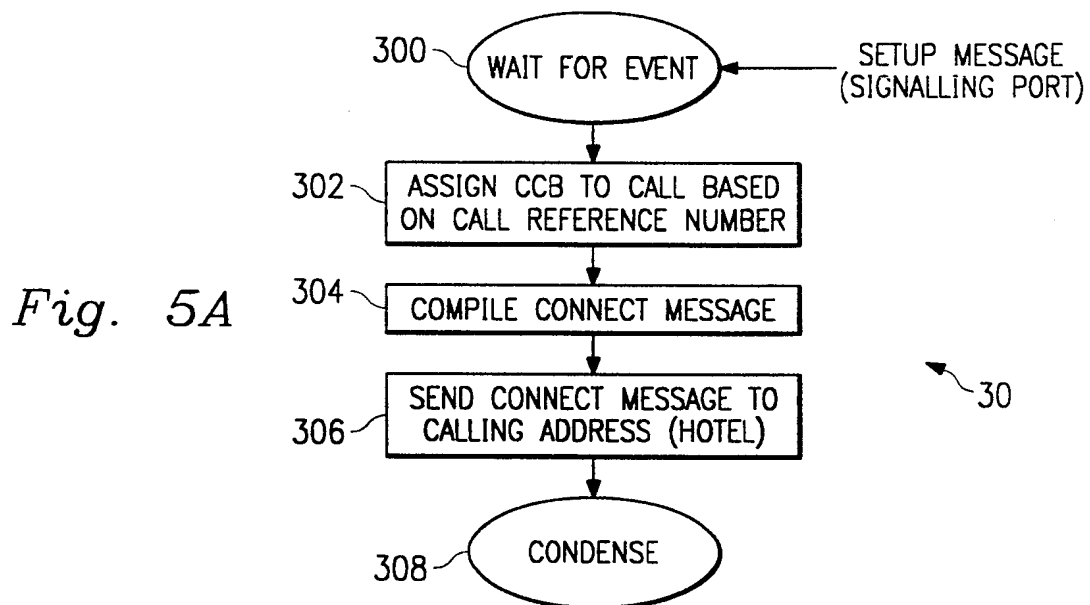 300
WAIT FOR EVENT
SETUP MESSAGE
(SIGNALLING PORT)
302
ASSIGN CCB TO CALL BASED
ON CALL REFERENCE NUMBER
Fig. 5A
304
COMPILE CONNECT MESSAGE
306
SEND CONNECT MESSAGE TO
CALLING ADDRESS (HOTEL)
30
308
CONDENSE